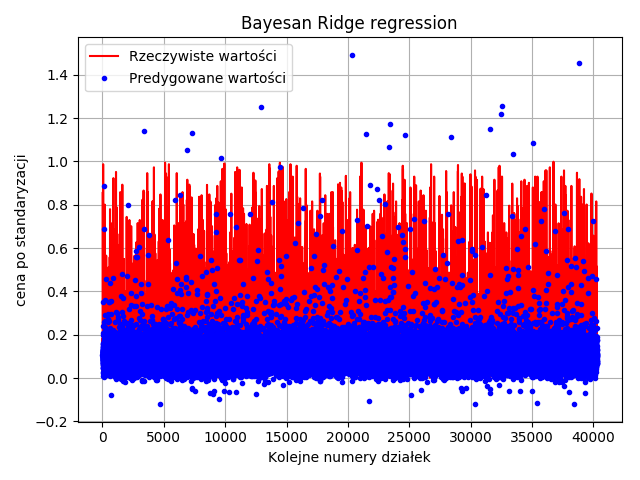 Bayesan Ridge regression
Rzeczywiste wartości
Predygowane wartości
1.4
1.2
1.0
0.8
0.6
0.4
0.2
0.0
−0.2
cena po standaryzacji
0 5000 10000 15000 20000 25000 30000 35000 40000
Kolejne numery działek